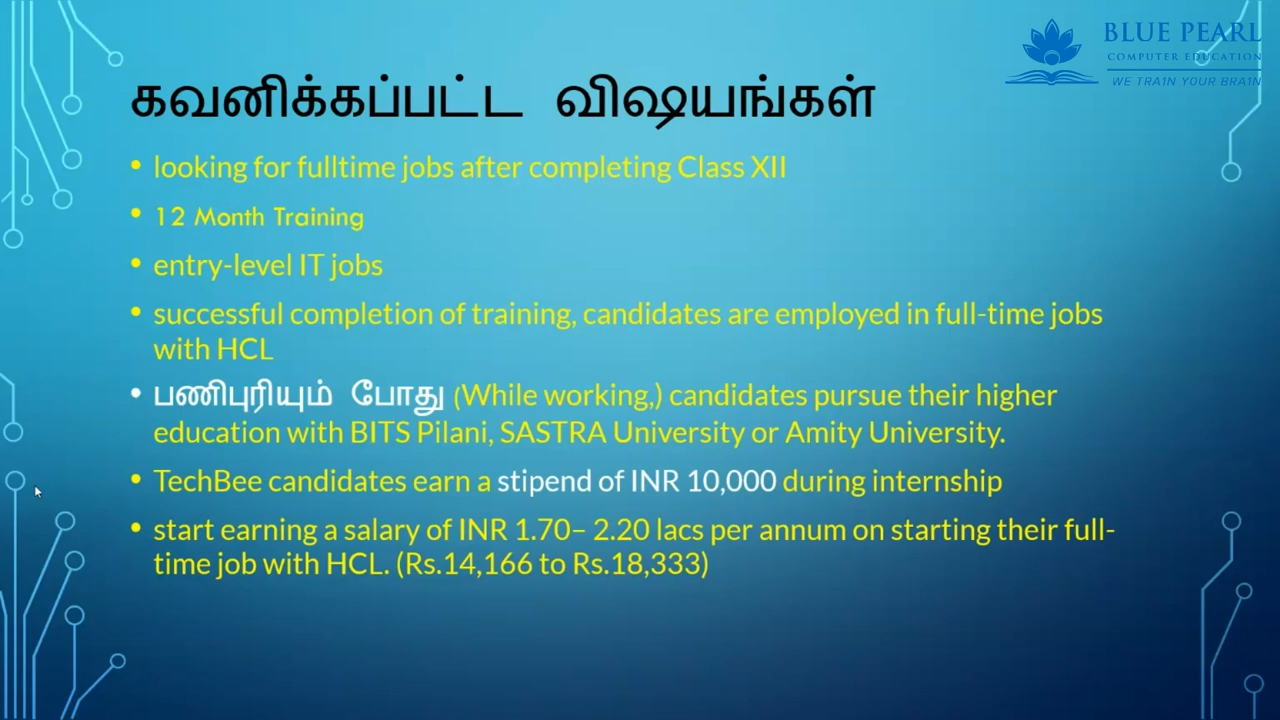 BLUE PEARL
COMPUTER EDUCATION
WE TRA1N YOUR BRA1N
கவனிக்கப்பட்ட விஷயங்கள்
• looking for fulltime jobs after completing Class XII
• 12 Month Training
• entry-level IT jobs
• successful completion of training, candidates are employed in full-time jobs
with HCL
• பணிபுரியும் போது (While working,) candidates pursue their higher
education with BITS Pilani, SASTRA University or Amity University.
• TechBee candidates earn a stipend of INR 10,000 during internship
• start earning a salary of INR 1.70– 2.20 lacs per annum on starting their full-
time job with HCL. (Rs.14,166 to Rs.18,333)